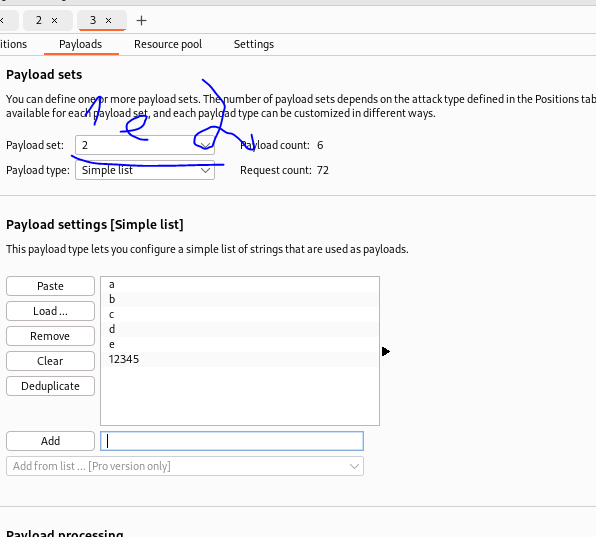 2 × 3 × +
itions Payloads Resource pool Settings
Payload sets
You can define one or more payload sets. The number of payload sets depends on the attack type defined in the Positions tab
available for each payload set, and each payload type can be customized in different ways.
Payload set: 2 Payload count: 6
Payload type: Simple list Request count: 72
Payload settings [Simple list]
This payload type lets you configure a simple list of strings that are used as payloads.
Paste
Load ...
Remove
Clear
Deduplicate
a
b
c
d
e
12345
Add
Add from list ... [Pro version only]
Payload processing